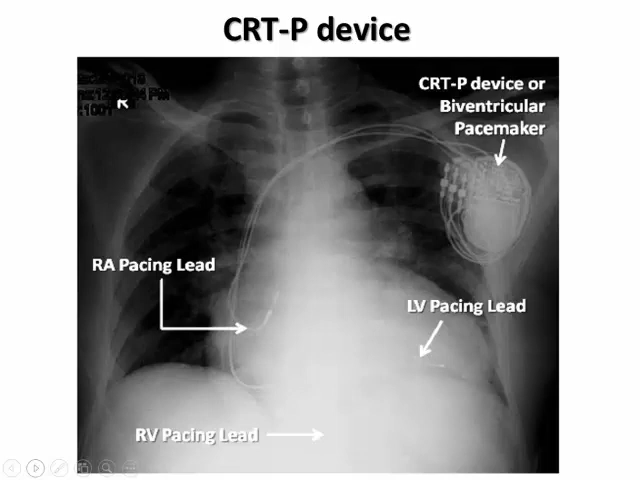 CRT-P device
CRT-P device or
Biventricular
Pacemaker
R
RA Pacing Lead
LV Pacing Lead
RV Pacing Lead